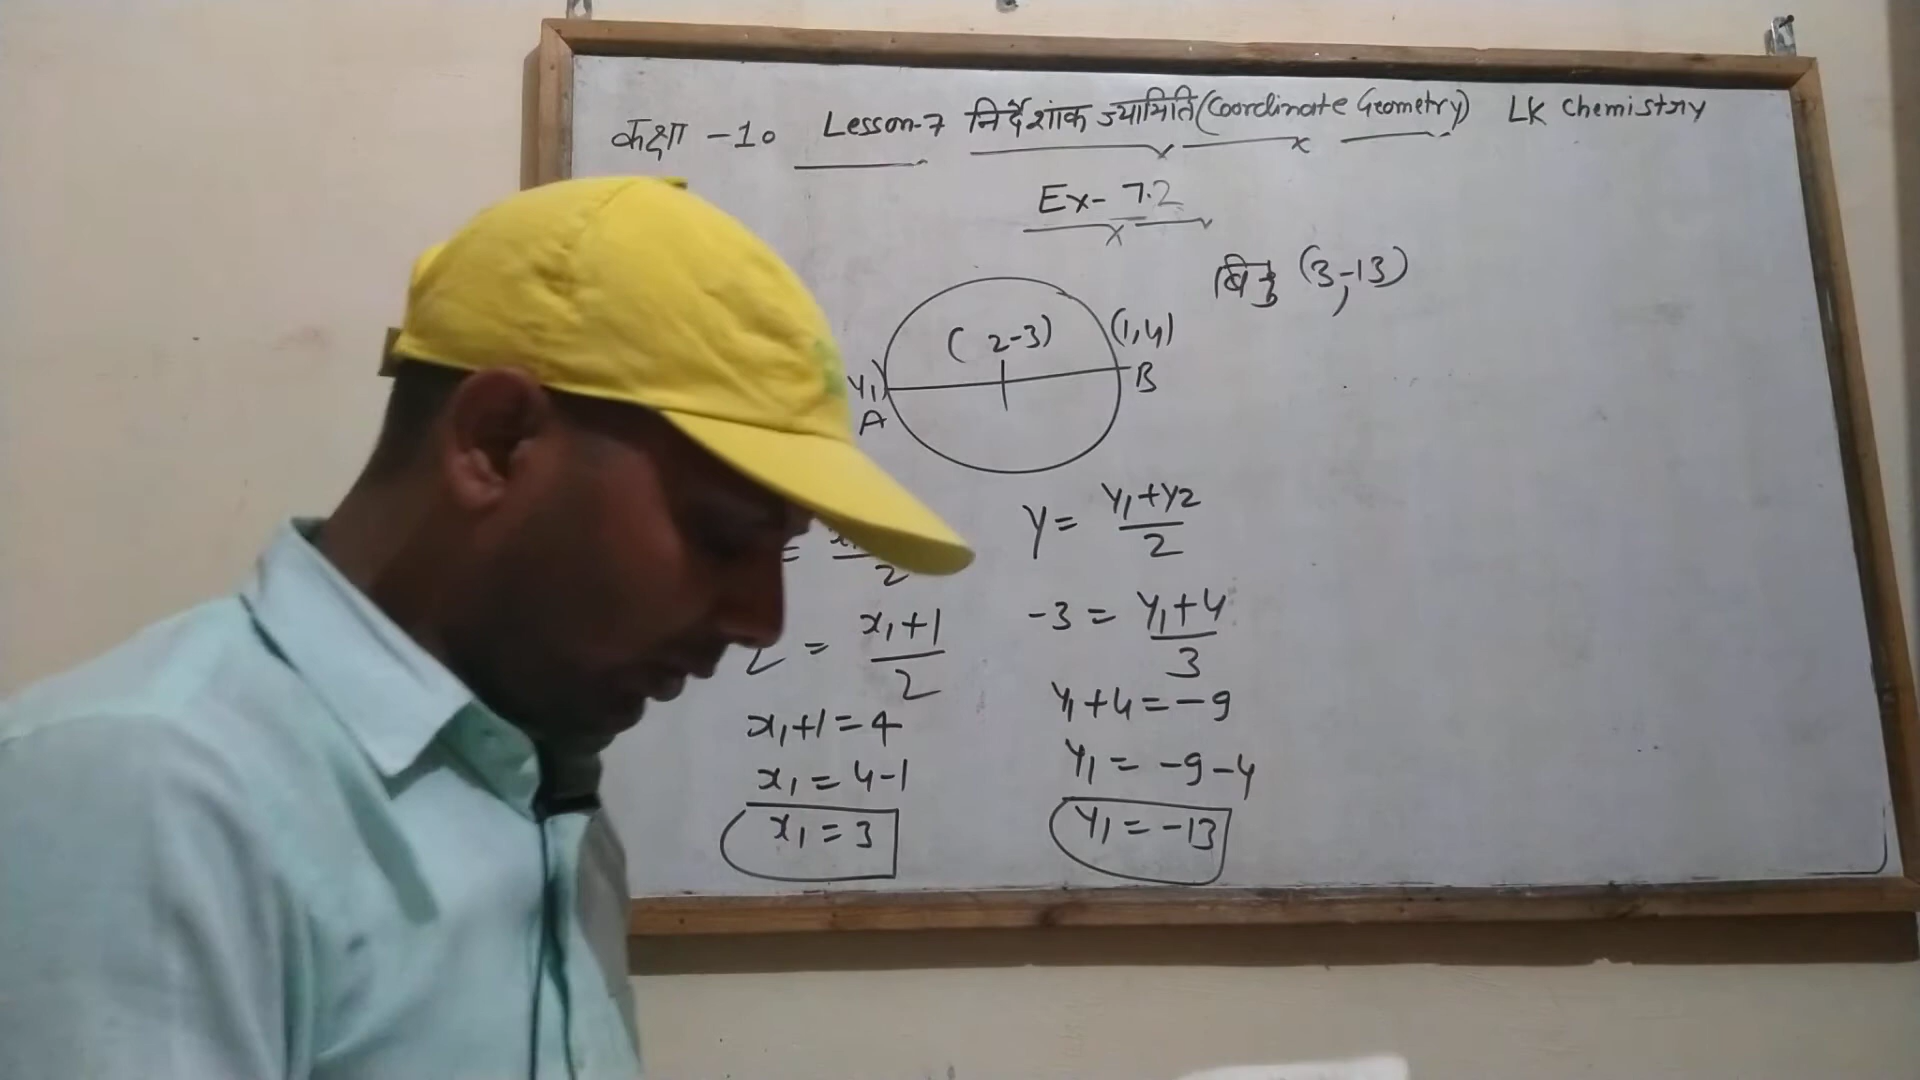 कक्षा -10 Lesson-7 निर्देशांक ज्यामिति (Coordinate Geometry) LK Chemistry
Ex- 7.2
बिन्दु (3,-13)
( 2-3) (1,4)
y₁) B
A
y = y₁+y2 / 2
= / 2
-3 = y₁+4 / 3
2 = x₁+1 / 2
y₁+4 = -9
x₁+1 = 4
y₁ = -9-4
x₁ = 4-1
y₁ = -13
x₁ = 3